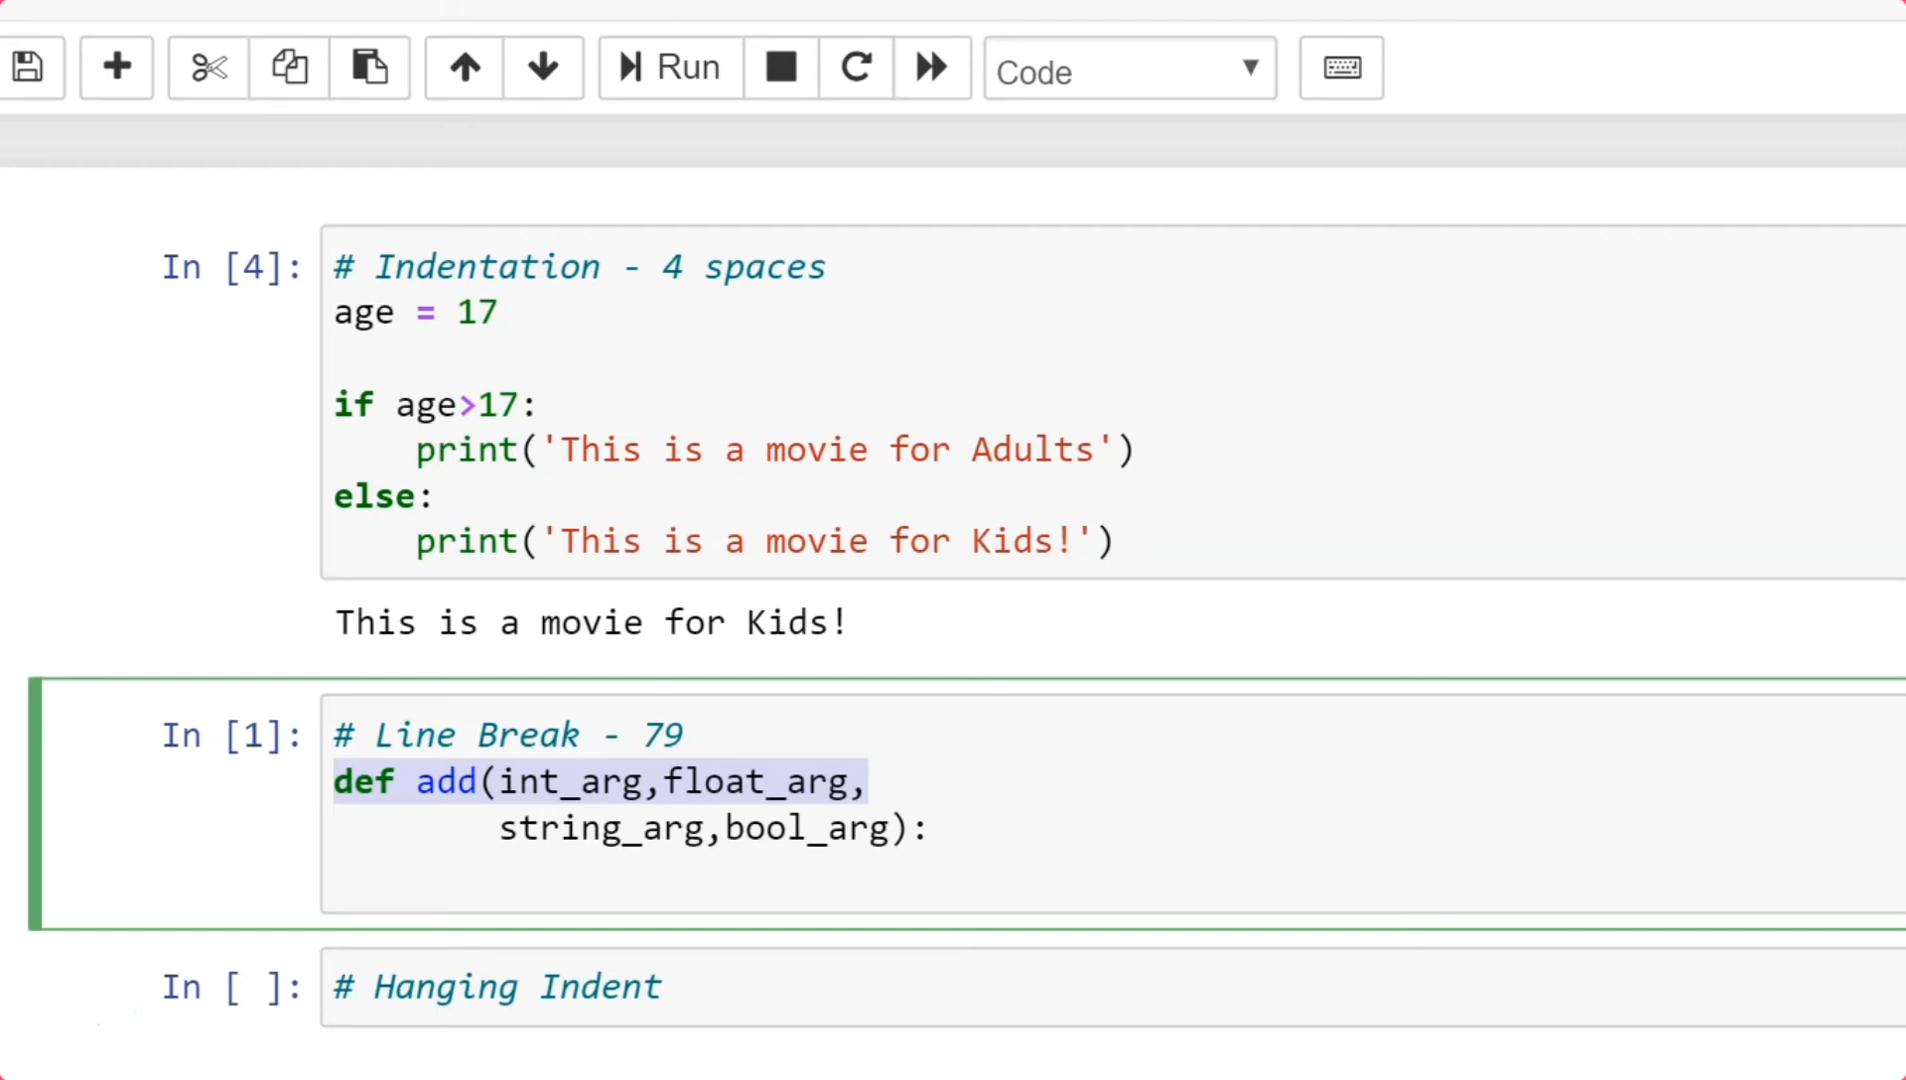 Run Code
In [4]: # Indentation - 4 spaces
age = 17
if age>17:
    print('This is a movie for Adults')
else:
    print('This is a movie for Kids!')
This is a movie for Kids!
In [1]: # Line Break - 79
def add(int_arg,float_arg,
        string_arg,bool_arg):
In [ ]: # Hanging Indent